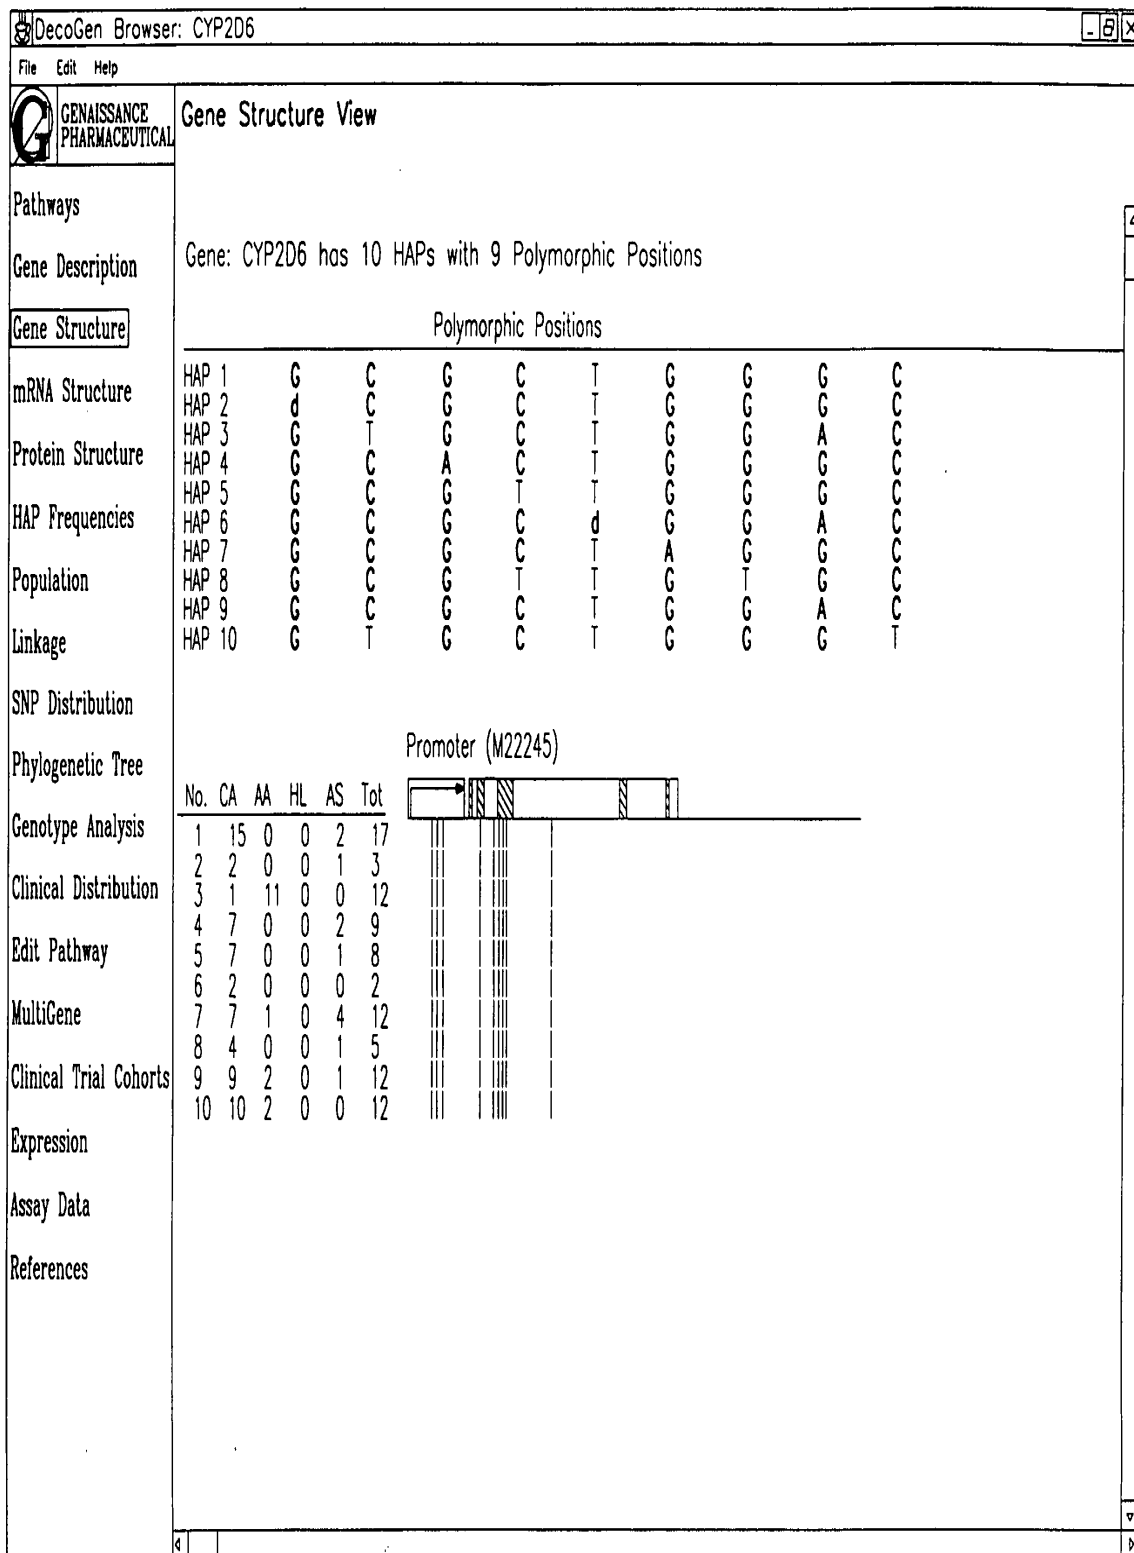 DecoGen Browser: CYP2D6
File Edit Help
G
GENAISSANCE
PHARMACEUTICAL
Gene Structure View
Pathways
Gene Description
Gene Structure
mRNA Structure
Protein Structure
HAP Frequencies
Population
Linkage
SNP Distribution
Phylogenetic Tree
Genotype Analysis
Clinical Distribution
Edit Pathway
MultiGene
Clinical Trial Cohorts
Expression
Assay Data
References
Gene: CYP2D6 has 10 HAPs with 9 Polymorphic Positions
Polymorphic Positions
HAP 1 G C G C T G G G C
HAP 2 d C G C T G G G C
HAP 3 G T G C T G G A C
HAP 4 G C A C T G G G C
HAP 5 G C G T T G G G C
HAP 6 G C G C d G G A C
HAP 7 G C G C T A G G C
HAP 8 G C G T T G T G C
HAP 9 G C G C T G G A C
HAP 10 G T G C T G G G T
Promoter (M22245)
No. CA AA HL AS Tot
1 15 0 0 2 17
2 2 0 0 1 3
3 1 11 0 0 12
4 7 0 0 2 9
5 7 0 0 1 8
6 2 0 0 0 2
7 7 1 0 4 12
8 4 0 0 1 5
9 9 2 0 1 12
10 10 2 0 0 12